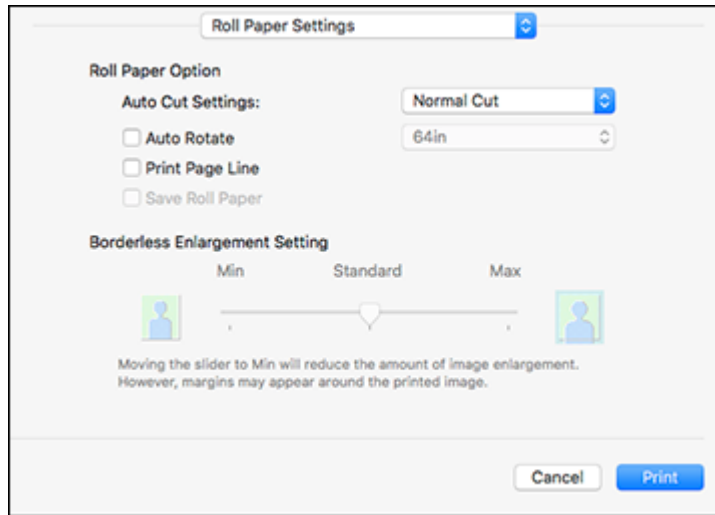 Roll Paper Settings
Roll Paper Option
Auto Cut Settings: Normal Cut
Auto Rotate 64in
Print Page Line
Save Roll Paper
Borderless Enlargement Setting
Min Standard Max
Moving the slider to Min will reduce the amount of image enlargement.
However, margins may appear around the printed image.
Cancel Print